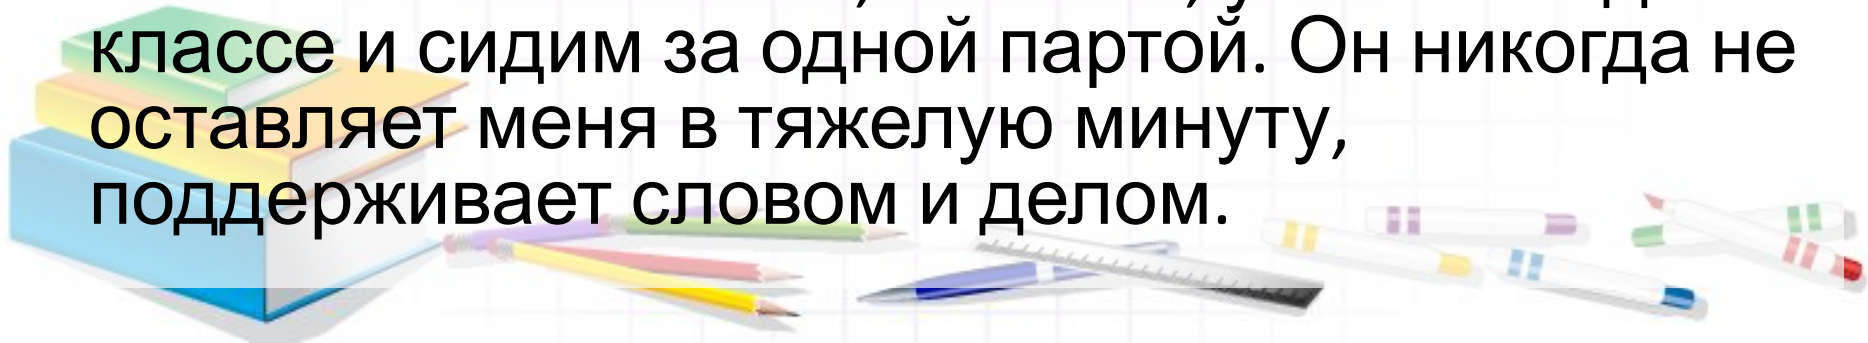 классе и сидим за одной партой. Он никогда не
оставляет меня в тяжелую минуту,
поддерживает словом и делом.